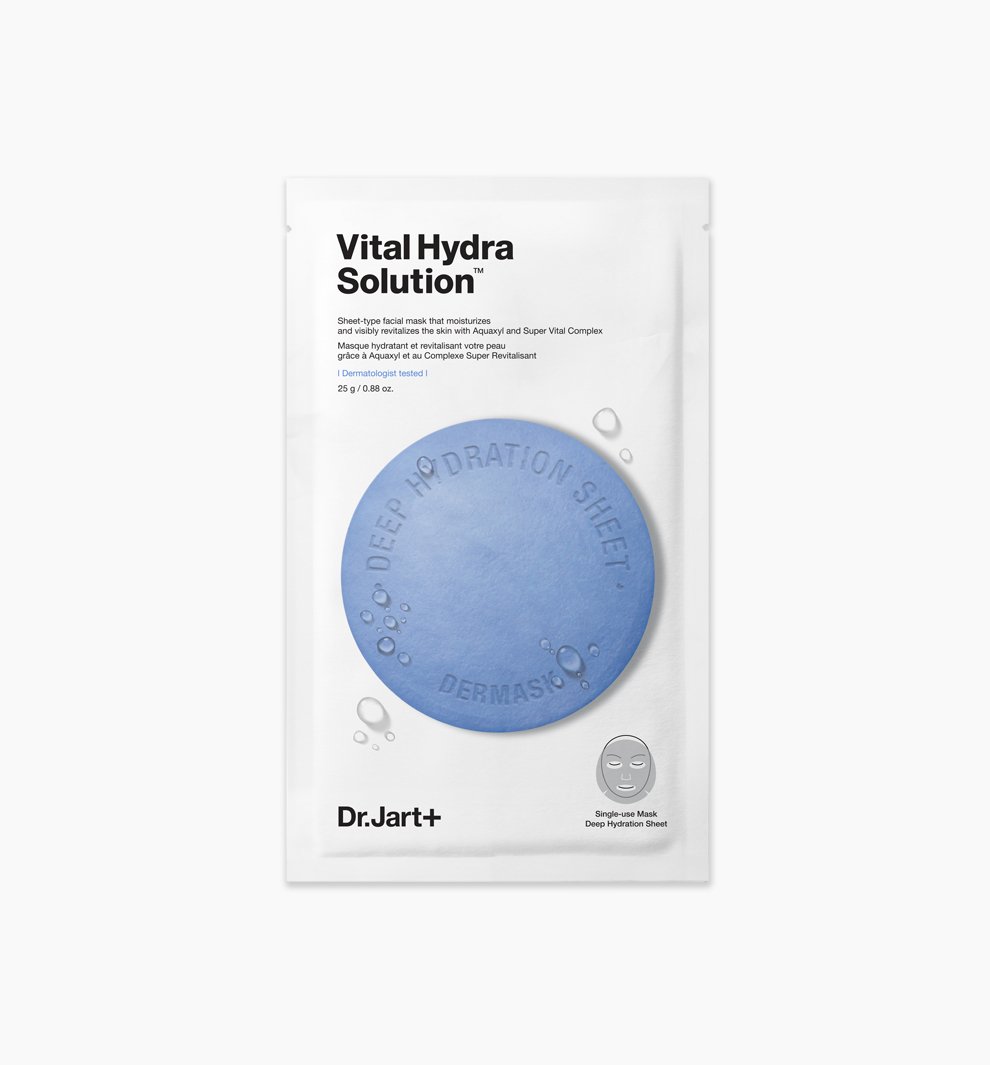 Vital Hydra
Solution™
Sheet-type facial mask that moisturizes
and visibly revitalizes the skin with Aquaxyl and Super Vital Complex
Masque hydratant et revitalisant votre peau
grâce à Aquaxyl et au Complexe Super Revitalisant
l Dermatologist tested l
25 g / 0.88 oz.
· DEEP HYDRATION SHEET ·
DERMASK
Dr.Jart+
Single-use Mask
Deep Hydration Sheet